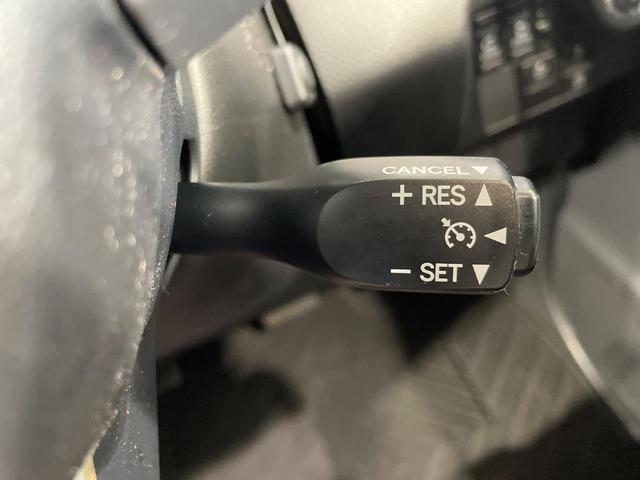 CANCEL▼
+ RES ▲
◀
− SET ▼